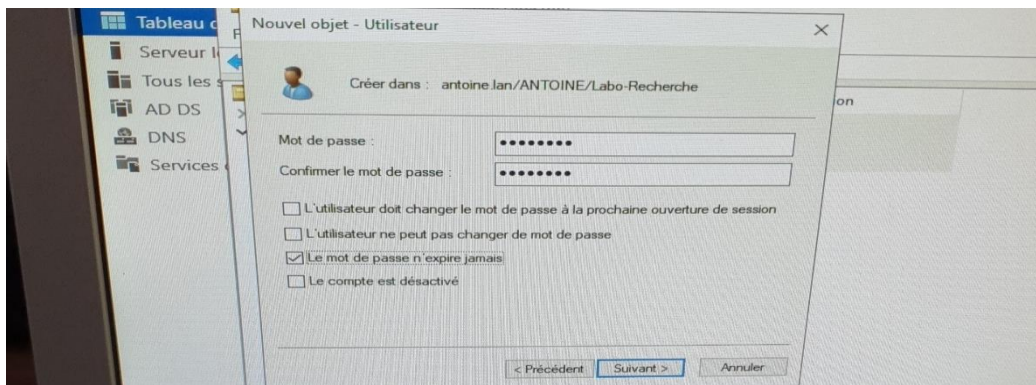 Tableau d
Serveur l
Tous les s
AD DS
DNS
Services
F
Nouvel objet - Utilisateur
Créer dans : antoine.lan/ANTOINE/Labo-Recherche
Mot de passe :
Confirmer le mot de passe :
L'utilisateur doit changer le mot de passe à la prochaine ouverture de session
L'utilisateur ne peut pas changer de mot de passe
Le mot de passe n'expire jamais
Le compte est désactivé
< Précédent Suivant > Annuler
on